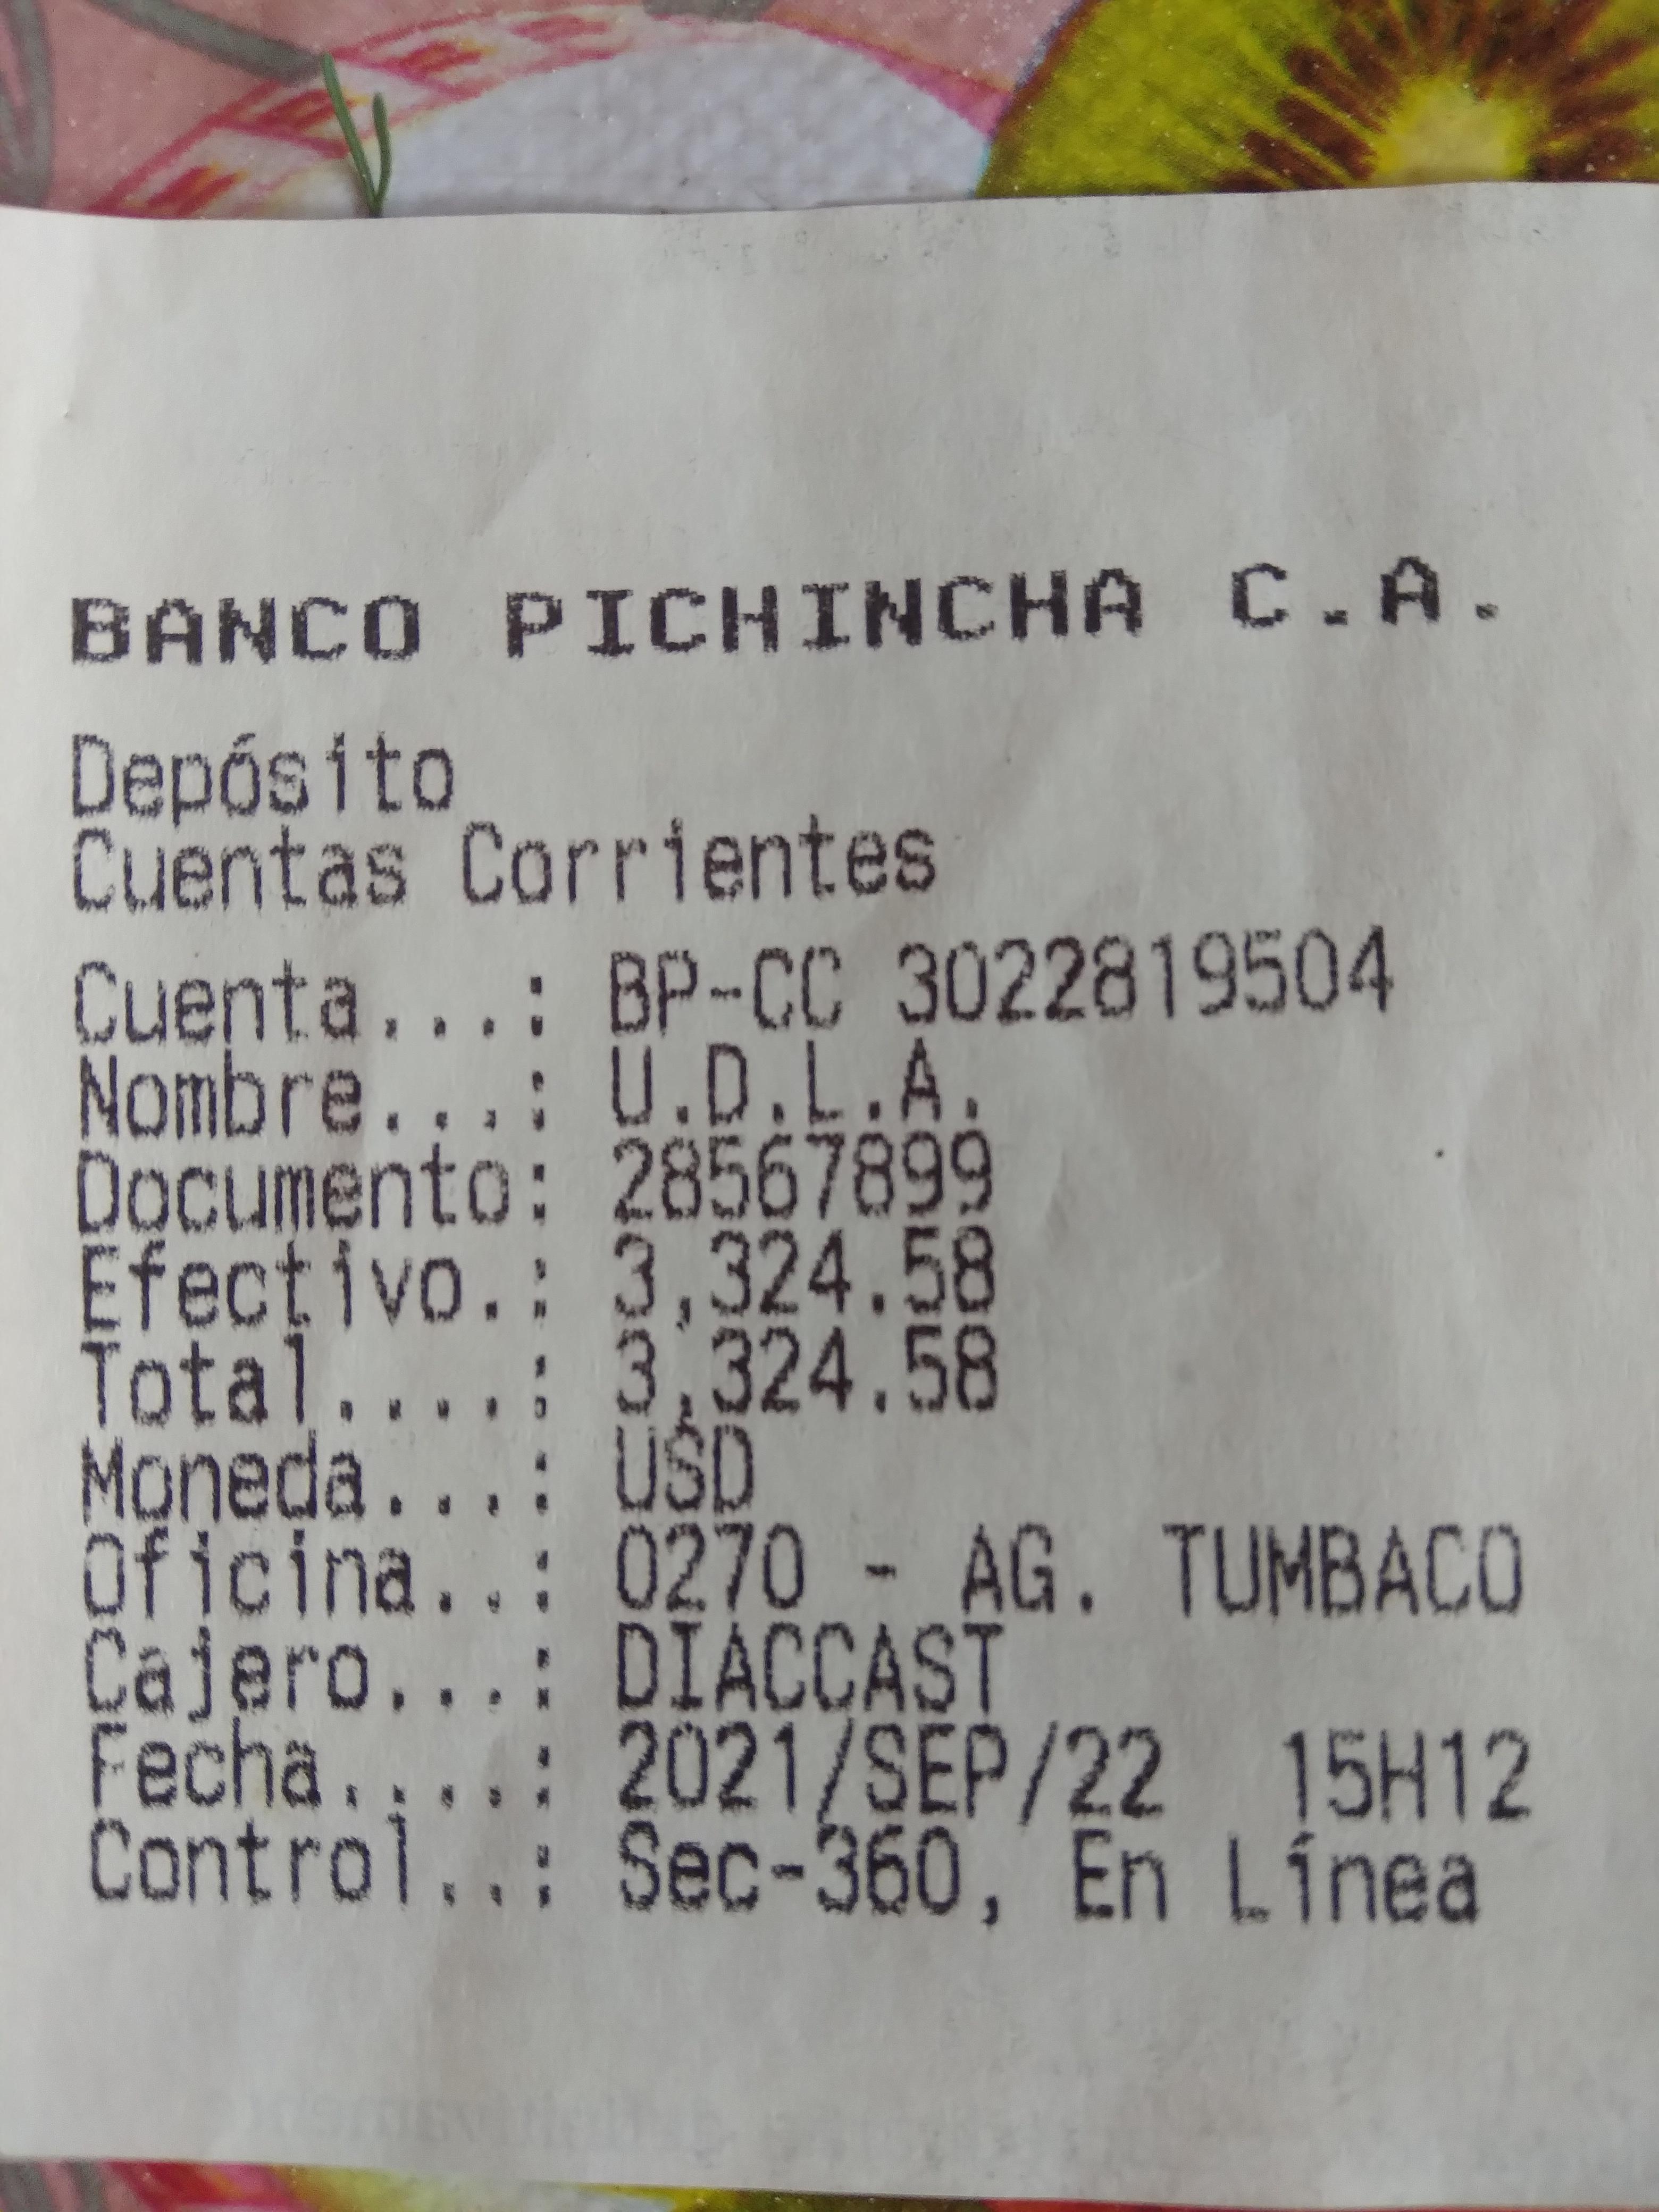 BANCO PICHINCHA C.A.
Depósito
Cuentas Corrientes
Cuenta...: BP-CC 3022819504
Nombre...: U.D.L.A.
Documento: 28567899
Efectivo.: 3,324.58
Total....: 3,324.58
Moneda...: USD
Oficina..: 0270 - AG. TUMBACO
Cajero...: DIACCAST
Fecha....: 2021/SEP/22 15H12
Control..: Sec-360, En Línea